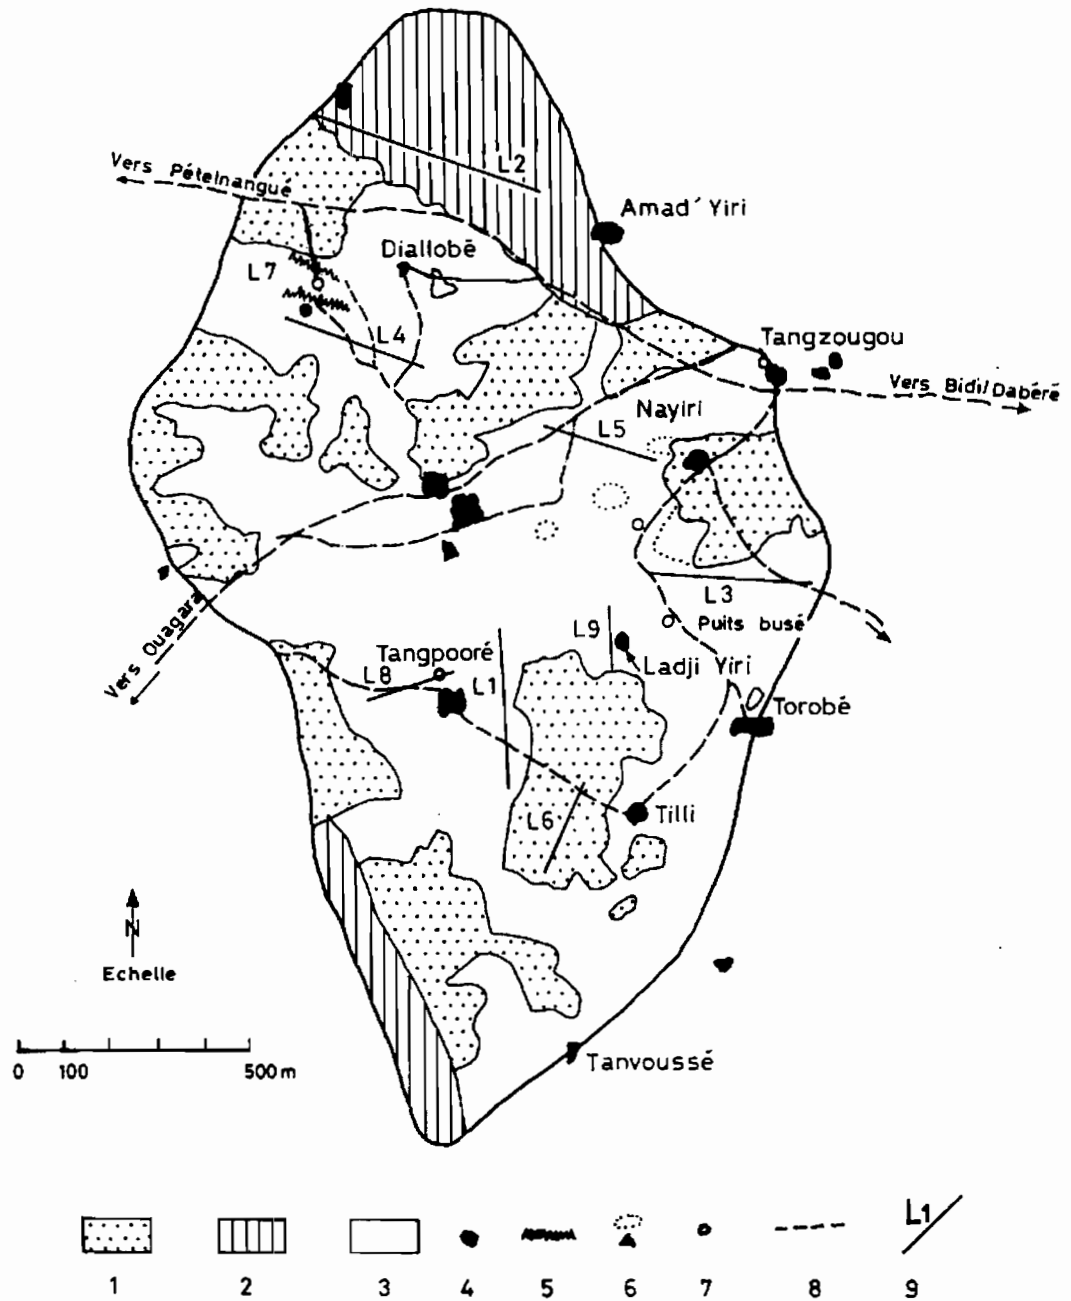 L2
Vers Pételnangué
Amad' Yiri
Diallobé
L7
L4
Tangzougou
Vers Bidil Dabéré
Nayiri
L5
L3
Puits busé
L9
Ladji Yiri
Vers Ouagara
Tangpooré
L8
L1
Torobé
L6
Tilli
N
Echelle
0 100 500 m
Tanvoussé
L1
1 2 3 4 5 6 7 8 9